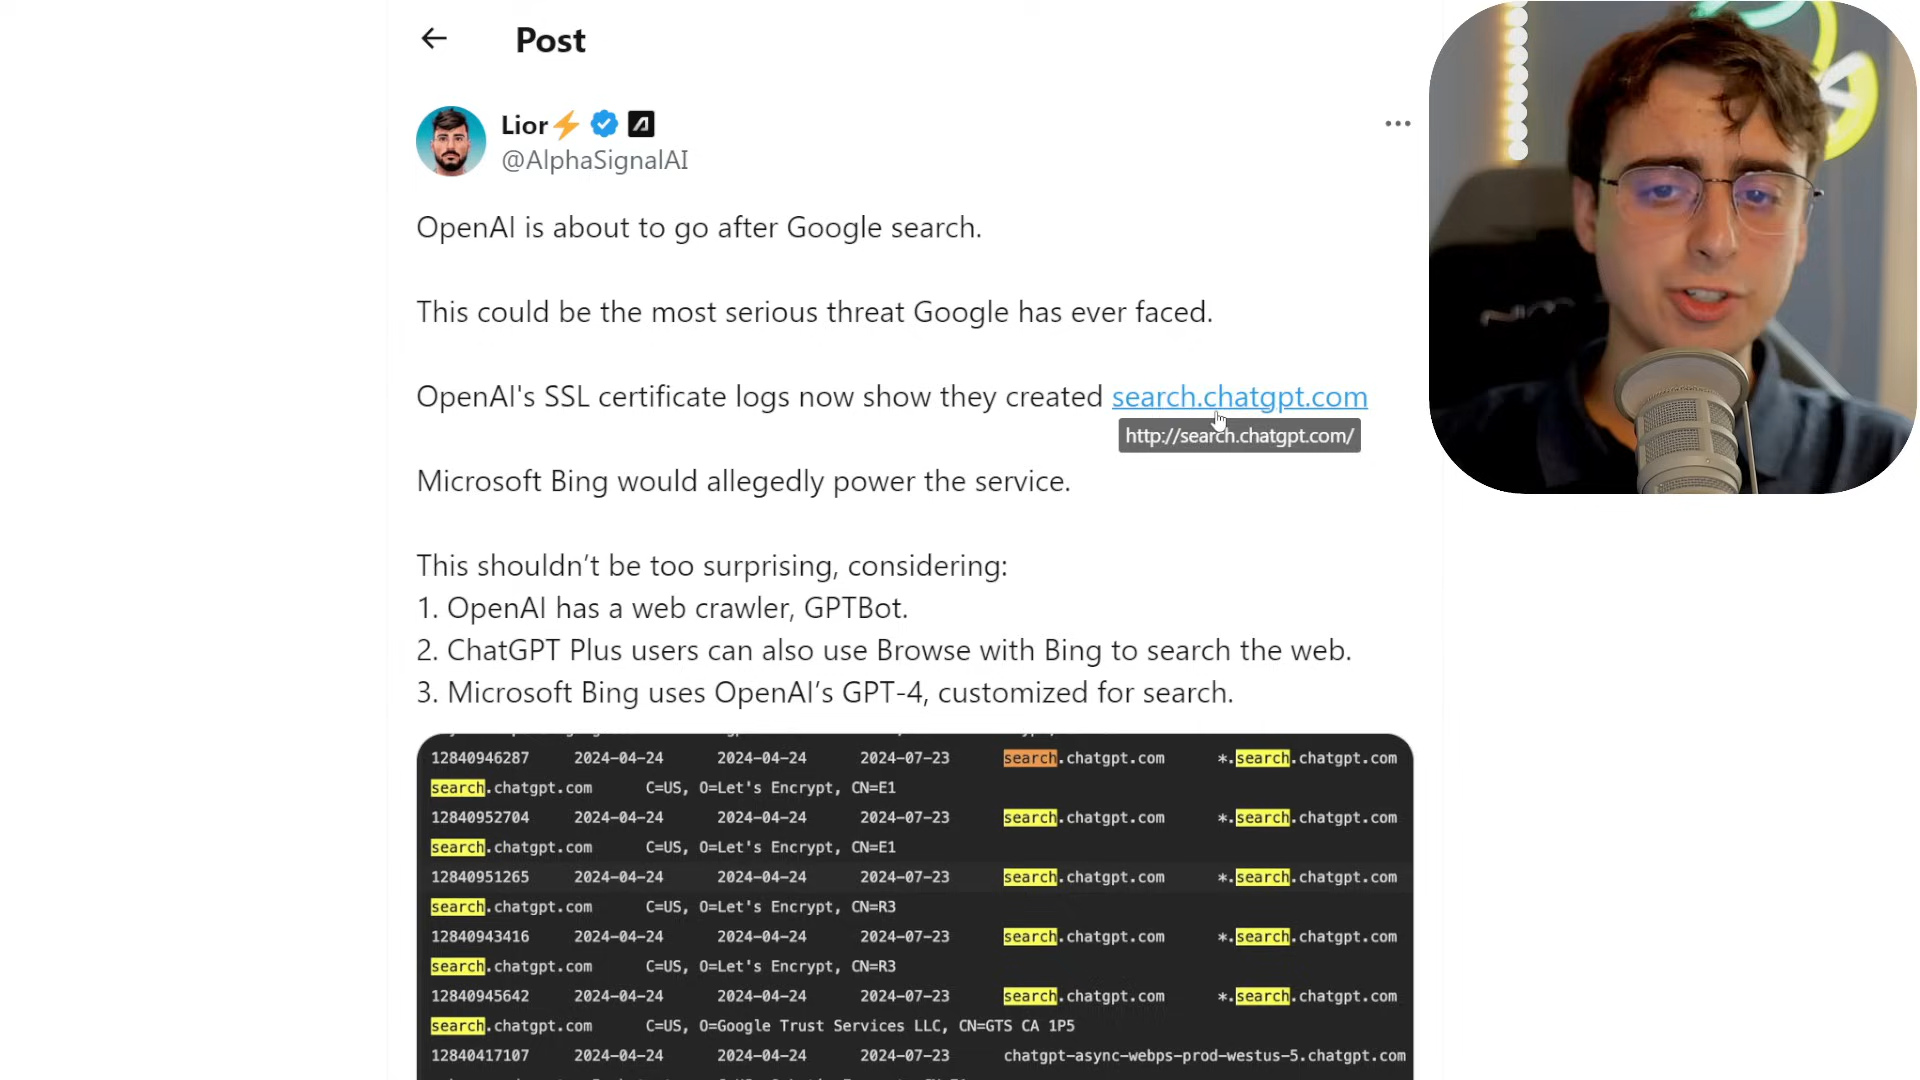 Post
Lior⚡
@AlphaSignalAI
OpenAI is about to go after Google search.
This could be the most serious threat Google has ever faced.
OpenAI's SSL certificate logs now show they created search.chatgpt.com
http://search.chatgpt.com/
Microsoft Bing would allegedly power the service.
This shouldn’t be too surprising, considering:
1. OpenAI has a web crawler, GPTBot.
2. ChatGPT Plus users can also use Browse with Bing to search the web.
3. Microsoft Bing uses OpenAI’s GPT-4, customized for search.
12840946287 2024-04-24 2024-04-24 2024-07-23 search.chatgpt.com *.search.chatgpt.com
search.chatgpt.com C=US, O=Let's Encrypt, CN=E1
12840952704 2024-04-24 2024-04-24 2024-07-23 search.chatgpt.com *.search.chatgpt.com
search.chatgpt.com C=US, O=Let's Encrypt, CN=E1
12840951265 2024-04-24 2024-04-24 2024-07-23 search.chatgpt.com *.search.chatgpt.com
search.chatgpt.com C=US, O=Let's Encrypt, CN=R3
12840943416 2024-04-24 2024-04-24 2024-07-23 search.chatgpt.com *.search.chatgpt.com
search.chatgpt.com C=US, O=Let's Encrypt, CN=R3
12840945642 2024-04-24 2024-04-24 2024-07-23 search.chatgpt.com *.search.chatgpt.com
search.chatgpt.com C=US, O=Google Trust Services LLC, CN=GTS CA 1P5
12840417107 2024-04-24 2024-04-24 2024-07-23 chatgpt-async-webps-prod-westus-5.chatgpt.com